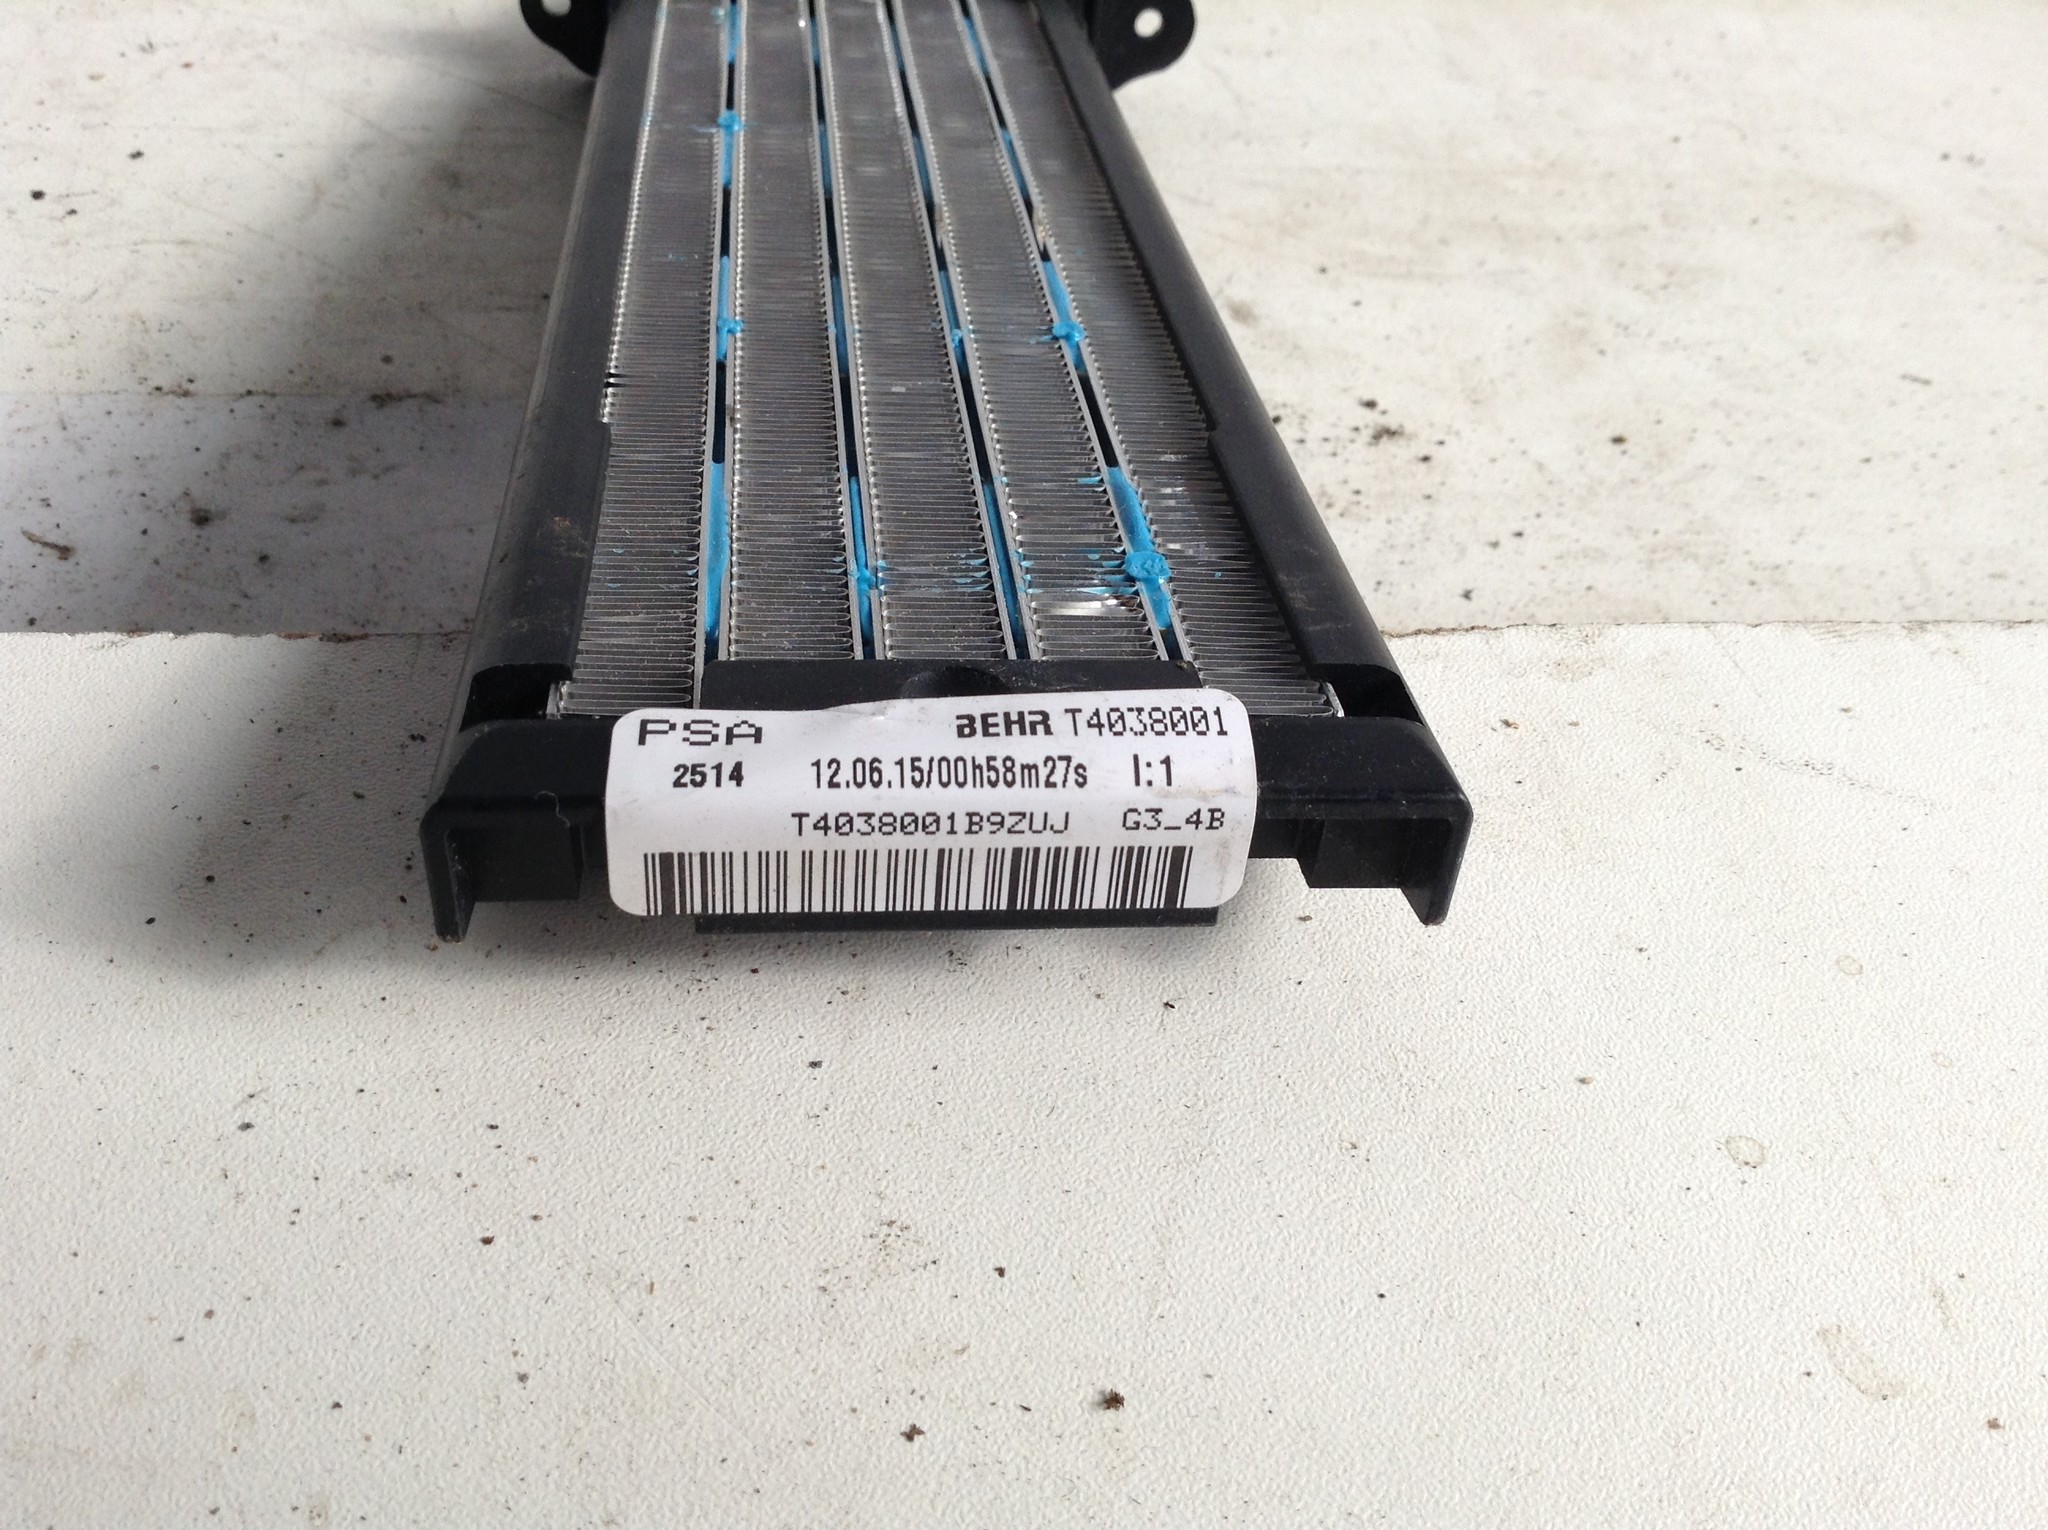 PSA BEHR T4038001
2514 12.06.15/00h58m27s I:1
T4038001B9ZUJ G3_4B